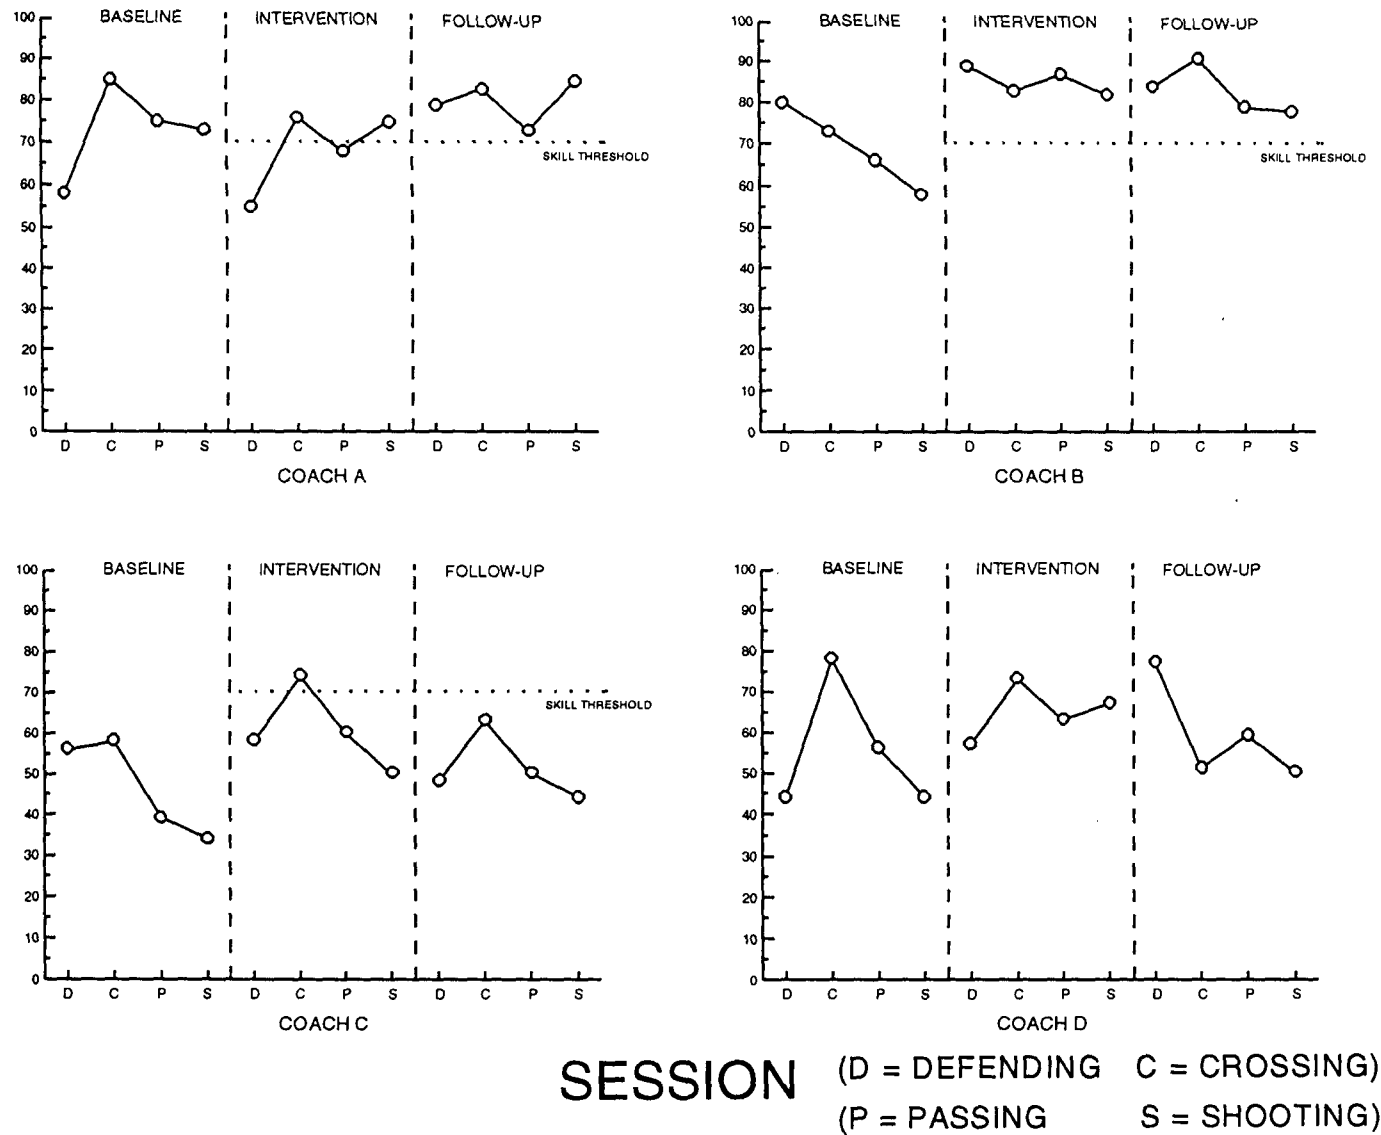 BASELINE INTERVENTION FOLLOW-UP
100
90
80
70
60
50
40
30
20
10
0
SKILL THRESHOLD
D C P S D C P S D C P S
COACH A
BASELINE INTERVENTION FOLLOW-UP
100
90
80
70
60
50
40
30
20
10
0
SKILL THRESHOLD
D C P S D C P S D C P S
COACH B
BASELINE INTERVENTION FOLLOW-UP
100
90
80
70
60
50
40
30
20
10
0
SKILL THRESHOLD
D C P S D C P S D C P S
COACH C
BASELINE INTERVENTION FOLLOW-UP
100
90
80
70
60
50
40
30
20
10
0
D C P S D C P S D C P S
COACH D
SESSION (D = DEFENDING C = CROSSING)
(P = PASSING S = SHOOTING)